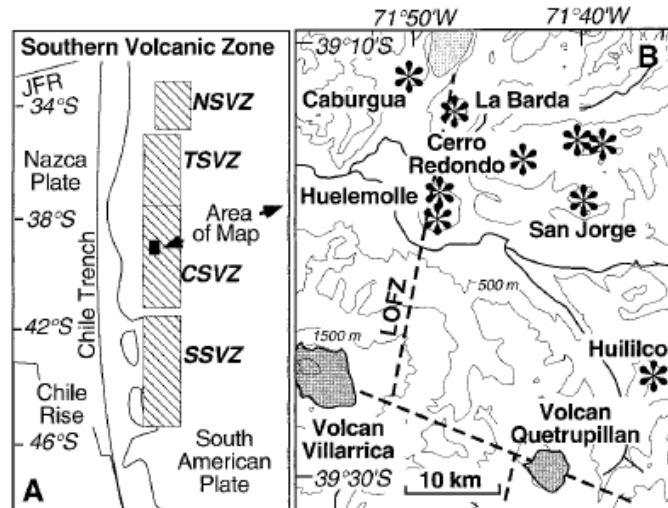 Southern Volcanic Zone
JFR
34°S
NSVZ
Nazca
Plate
TSVZ
38°S
Area
of Map
Chile Trench
CSVZ
42°S
SSVZ
Chile
Rise
46°S
South
American
Plate
A
71°50'W
71°40'
39°10'
B
Caburgua
La Barda
Cerro
Redondo
Huelemolle
San Jorge
LOFZ
500 m
1500 m
Huililco
Volcan
Villarrica
Volcan
Quetrupillan
39°30'S
10 km